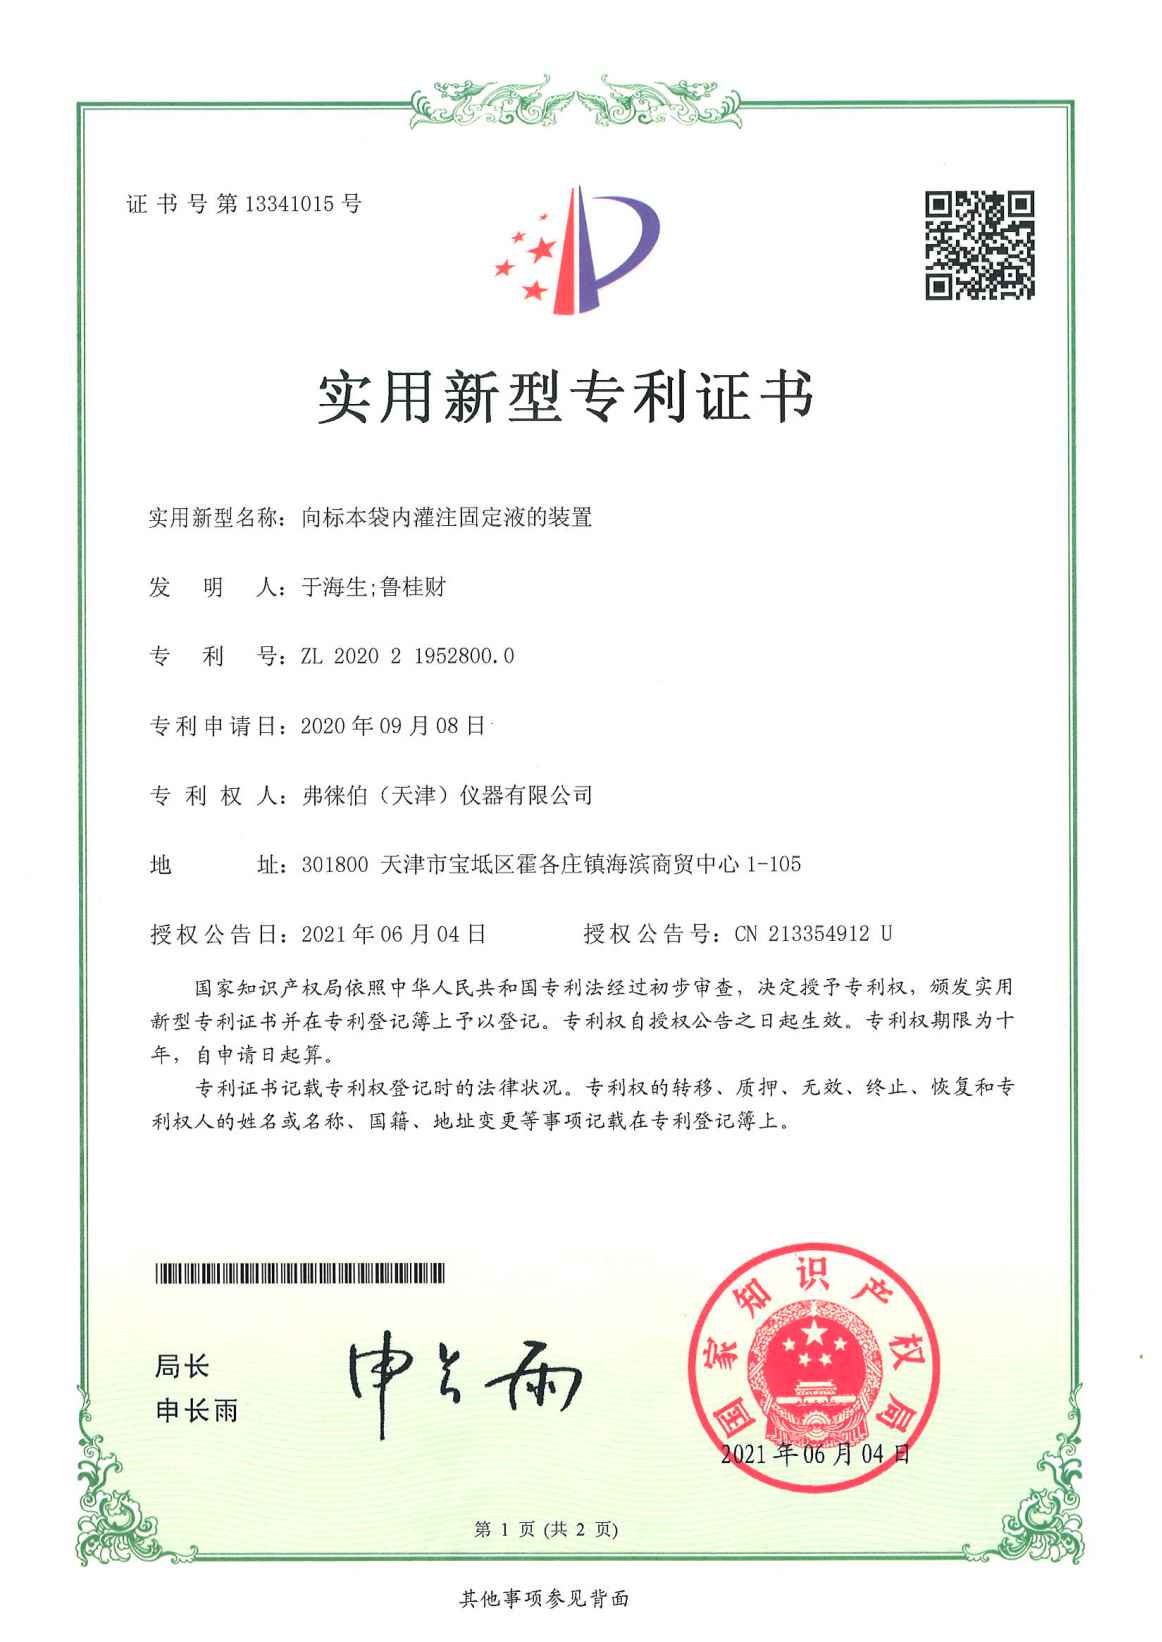 证书号第13341015号
实用新型专利证书
实用新型名称：向标本袋内灌注固定液的装置
发明人：于海生;鲁桂财
专利号：ZL 2020 2 1952800.0
专利申请日：2020年09月08日
专利权人：弗徕伯（天津）仪器有限公司
地址：301800 天津市宝坻区霍各庄镇海滨商贸中心1-105
授权公告日：2021年06月04日 授权公告号：CN 213354912 U
国家知识产权局依照中华人民共和国专利法经过初步审查，决定授予专利权，颁发实用
新型专利证书并在专利登记簿上予以登记。专利权自授权公告之日起生效。专利权期限为十
年，自申请日起算。
专利证书记载专利权登记时的法律状况。专利权的转移、质押、无效、终止、恢复和专
利权人的姓名或名称、国籍、地址变更等事项记载在专利登记簿上。
局长
申长雨
申长雨
国家知识产权局
2021年06月04日
第 1 页 (共 2 页)
其他事项参见背面